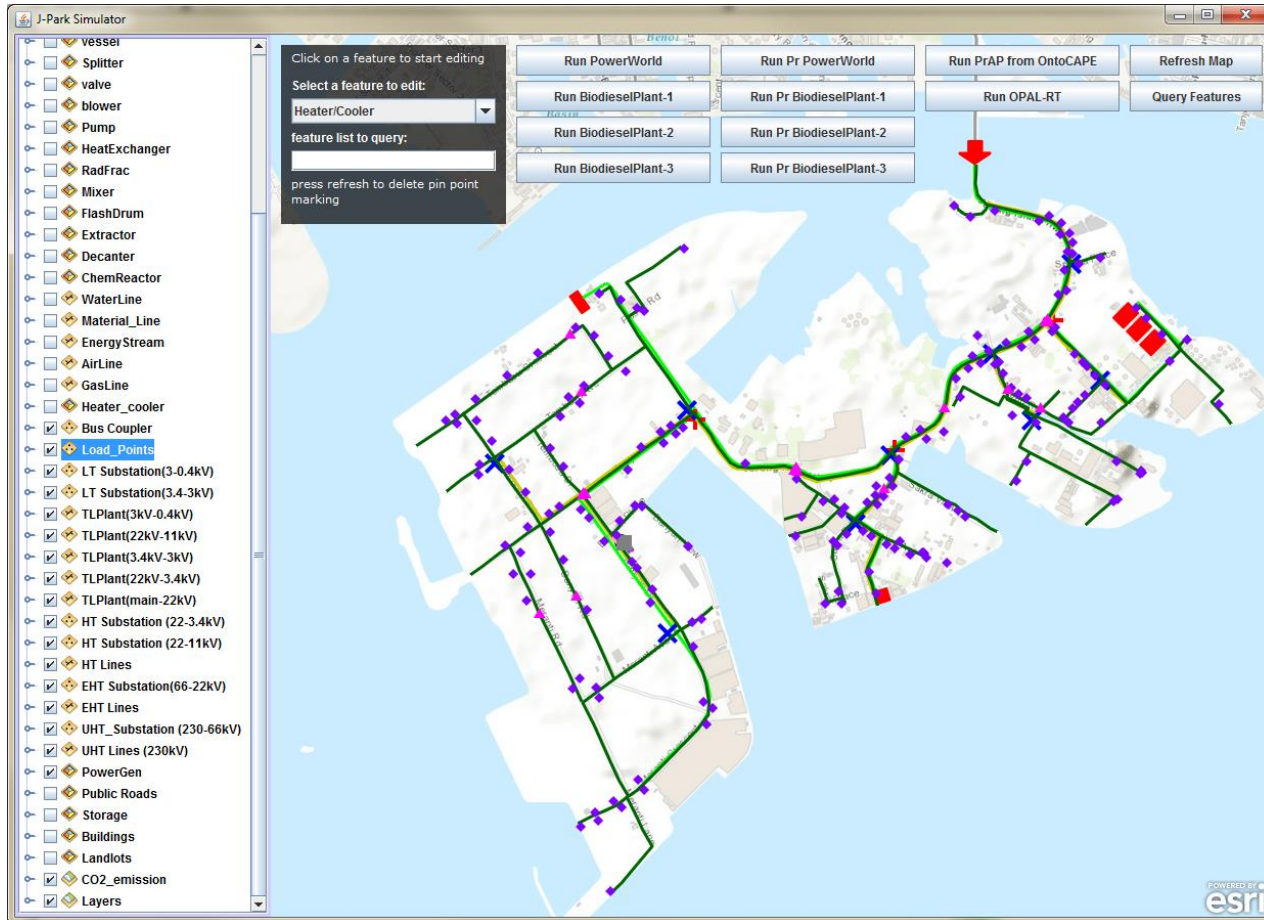 J-Park Simulator
vessel
Splitter
valve
blower
Pump
HeatExchanger
RadFrac
Mixer
FlashDrum
Extractor
Decanter
ChemReactor
WaterLine
Material_Line
EnergyStream
AirLine
GasLine
Heater_cooler
Bus Coupler
Load_Points
LT Substation(3-0.4kV)
LT Substation(3.4-3kV)
TLPlant(3kV-0.4kV)
TLPlant(22kV-11kV)
TLPlant(3.4kV-3kV)
TLPlant(22kV-3.4kV)
TLPlant(main-22kV)
HT Substation (22-3.4kV)
HT Substation (22-11kV)
HT Lines
EHT Substation(66-22kV)
EHT Lines
UHT_Substation (230-66kV)
UHT Lines (230kV)
PowerGen
Public Roads
Storage
Buildings
Landlots
CO2_emission
Layers
Click on a feature to start editing
Select a feature to edit:
Heater/Cooler
feature list to query:
press refresh to delete pin point
marking
Run PowerWorld
Run Pr PowerWorld
Run PrAP from OntoCAPE
Refresh Map
Run BiodieselPlant-1
Run Pr BiodieselPlant-1
Run OPAL-RT
Query Features
Run BiodieselPlant-2
Run Pr BiodieselPlant-2
Run BiodieselPlant-3
Run Pr BiodieselPlant-3
Benoi
Basin
Rd
Meranti Rd
POWERED BY
esri